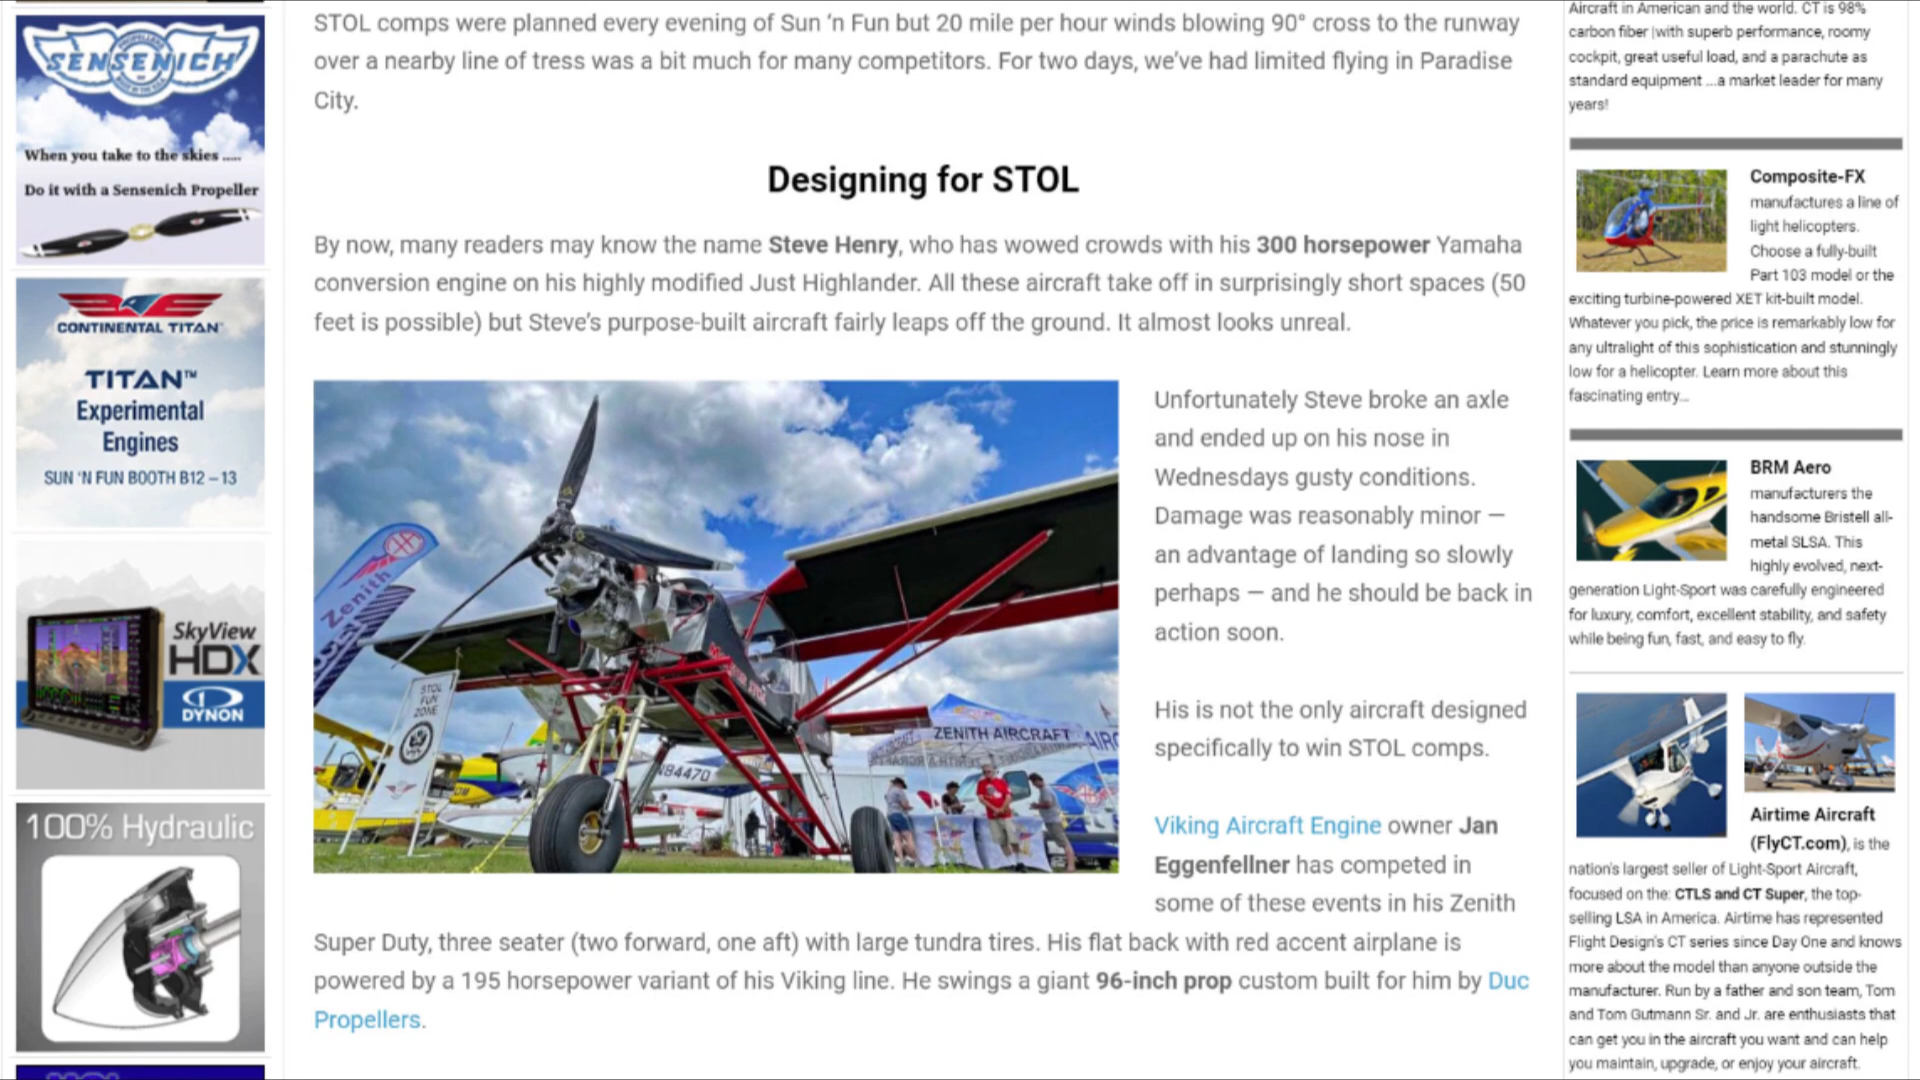 SENSENICH
When you take to the skies .....
Do it with a Sensenich Propeller
CONTINENTAL TITAN
TITAN™
Experimental
Engines
SUN 'N FUN BOOTH B12 – 13
SkyView
HDX
DYNON
100% Hydraulic
STOL comps were planned every evening of Sun ‘n Fun but 20 mile per hour winds blowing 90° cross to the runway
over a nearby line of tress was a bit much for many competitors. For two days, we’ve had limited flying in Paradise
City.
Designing for STOL
By now, many readers may know the name Steve Henry, who has wowed crowds with his 300 horsepower Yamaha
conversion engine on his highly modified Just Highlander. All these aircraft take off in surprisingly short spaces (50
feet is possible) but Steve’s purpose-built aircraft fairly leaps off the ground. It almost looks unreal.
Zenith
STOL
FUN
ZONE
N84470
ZENITH AIRCRAFT
Unfortunately Steve broke an axle
and ended up on his nose in
Wednesdays gusty conditions.
Damage was reasonably minor —
an advantage of landing so slowly
perhaps — and he should be back in
action soon.
His is not the only aircraft designed
specifically to win STOL comps.
Viking Aircraft Engine owner Jan
Eggenfellner has competed in
some of these events in his Zenith
Super Duty, three seater (two forward, one aft) with large tundra tires. His flat back with red accent airplane is
powered by a 195 horsepower variant of his Viking line. He swings a giant 96-inch prop custom built for him by Duc
Propellers.
Aircraft in American and the world. CT is 98%
carbon fiber |with superb performance, roomy
cockpit, great useful load, and a parachute as
standard equipment ...a market leader for many
years!
Composite-FX
manufactures a line of
light helicopters.
Choose a fully-built
Part 103 model or the
exciting turbine-powered XET kit-built model.
Whatever you pick, the price is remarkably low for
any ultralight of this sophistication and stunningly
low for a helicopter. Learn more about this
fascinating entry...
BRM Aero
manufacturers the
handsome Bristell all-
metal SLSA. This
highly evolved, next-
generation Light-Sport was carefully engineered
for luxury, comfort, excellent stability, and safety
while being fun, fast, and easy to fly.
Airtime Aircraft
(FlyCT.com), is the
nation's largest seller of Light-Sport Aircraft,
focused on the: CTLS and CT Super, the top-
selling LSA in America. Airtime has represented
Flight Design's CT series since Day One and knows
more about the model than anyone outside the
manufacturer. Run by a father and son team, Tom
and Tom Gutmann Sr. and Jr. are enthusiasts that
can get you in the aircraft you want and can help
you maintain, upgrade, or enjoy your aircraft.